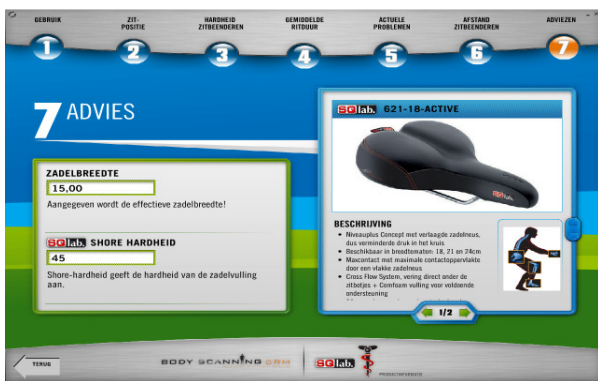 GEBRUIK
ZIT-
POSITIE
HARDHEID
ZITBEENDEREN
GEMIDDELDE
RITDUUR
ACTUELE
PROBLEMEN
AFSTAND
ZITBEENDEREN
ADVIEZEN
1
2
3
4
5
6
7
7 ADVIES
ZADELBREEDTE
15,00
Aangegeven wordt de effectieve zadelbreedte!
SQlab. SHORE HARDHEID
45
Shore-hardheid geeft de hardheid van de zadelvulling
aan.
SQlab. 621-18-ACTIVE
SQlab.
BESCHRIJVING
• Niveauplus Concept met verlaagde zadelneus,
dus verminderde druk in het kruis
• Beschikbaar in breedtematen: 18, 21 en 24cm
• Maxcontact met maximale contactoppervlakte
door een vlakke zadelneus
• Cross Flow System, vering direct onder de
zitbotjes + Comfoam vulling voor voldoende
ondersteuning
1/2
TERUG
BODY SCANNING CRM
SQlab.